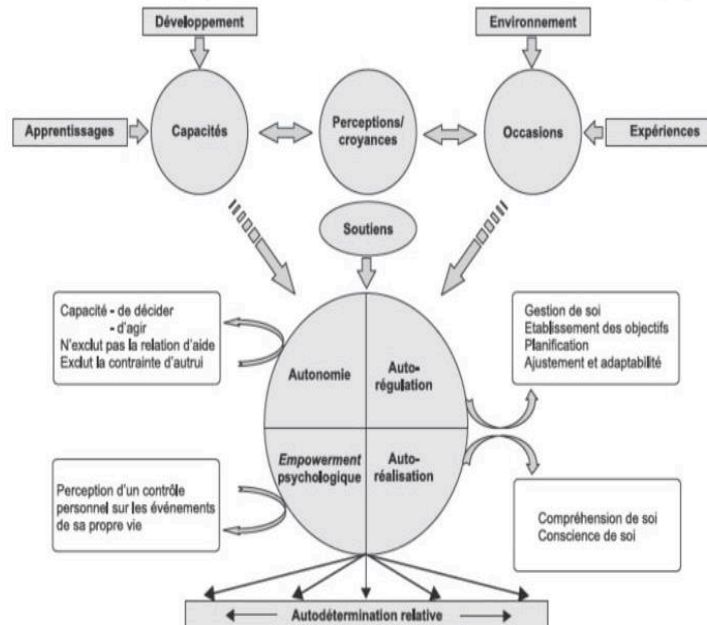 Développement
Environnement
Apprentissages
Capacités
Perceptions/
croyances
Occasions
Expériences
Soutiens
Capacité - de décider
- d'agir
N'exclut pas la relation d'aide
Exclut la contrainte d'autrui
Autonomie
Auto-
régulation
Gestion de soi
Etablissement des objectifs
Planification
Ajustement et adaptabilité
Perception d'un contrôle
personnel sur les événements
de sa propre vie
Empowerment
psychologique
Auto-
réalisation
Compréhension de soi
Conscience de soi
Autodétermination relative